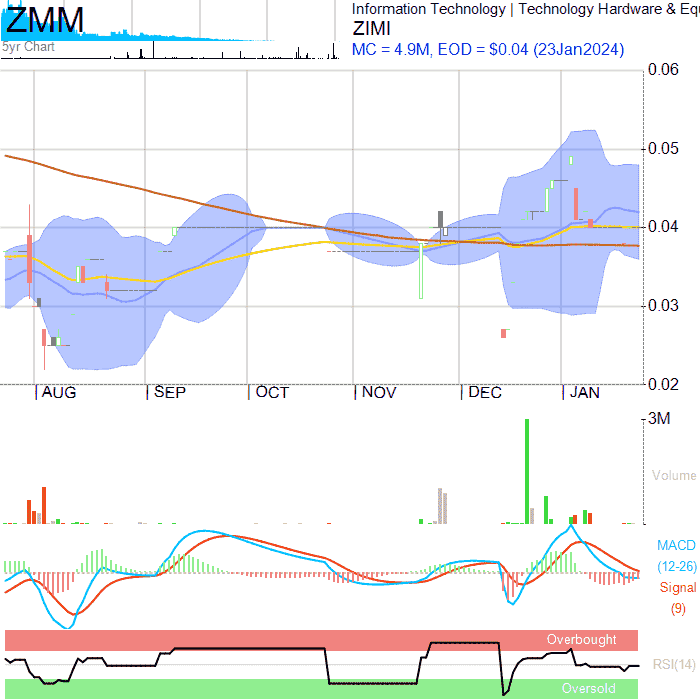 ZMM
Information Technology | Technology Hardware & Equ
ZIMI
5yr Chart
MC = 4.9M, EOD = $0.04 (23Jan2024)
0.06
0.05
0.04
0.03
0.02
AUG SEP OCT NOV DEC JAN
3M
Volume
MACD
(12-26)
Signal
(9)
Overbought
RSI(14)
Oversold